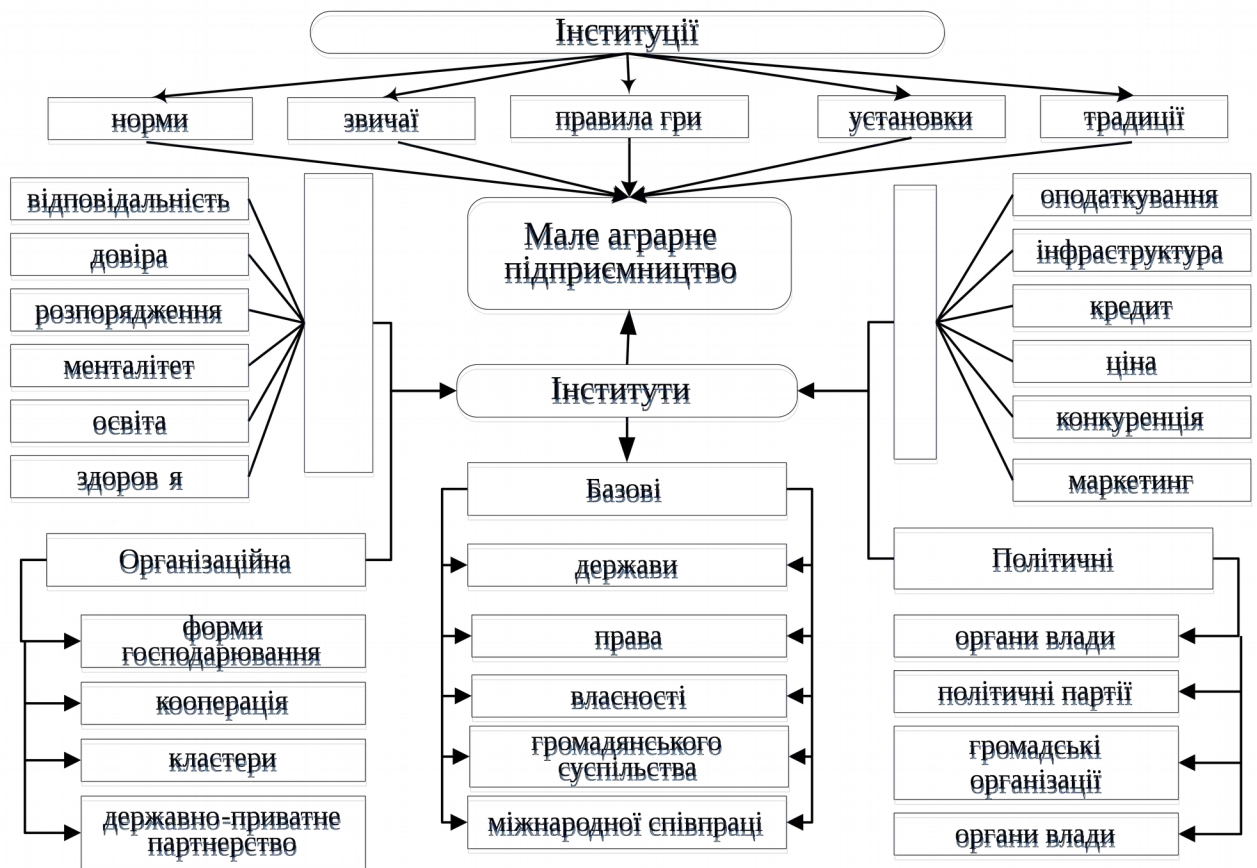 Інституції
норми
звичаї
правила гри
установки
традиції
відповідальність
довіра
розпорядження
менталітет
освіта
здоров я
Мале аграрне
підприємництво
оподаткування
інфраструктура
кредит
ціна
конкуренція
маркетинг
Інститути
Організаційна
форми
господарювання
кооперація
кластери
державно-приватне
партнерство
Базові
держави
права
власності
громадянського
суспільства
міжнародної співпраці
Політичні
органи влади
політичні партії
громадські
організації
органи влади